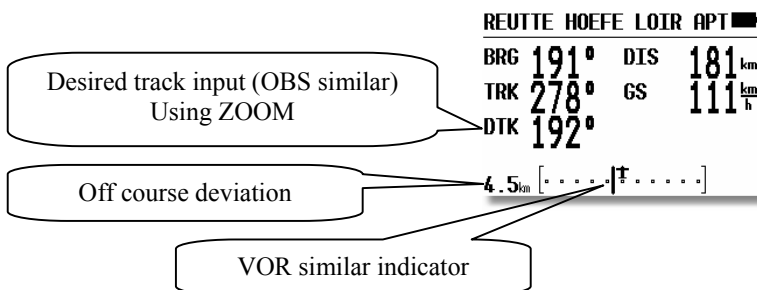 REUTTE HOEFE LOIR APT
BRG 191° DIS 181 km
TRK 278° GS 111 km/h
DTK 192°
4.5km
Desired track input (OBS similar)
Using ZOOM
Off course deviation
VOR similar indicator